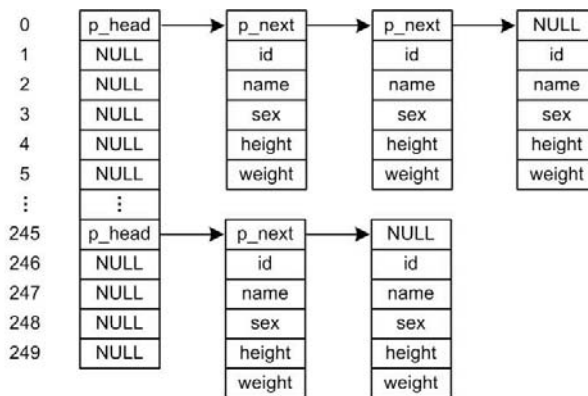 0 p_head p_next p_next NULL
1 NULL id id id
2 NULL name name name
3 NULL sex sex sex
4 NULL height height height
5 NULL weight weight weight
⋮ ⋮
245 p_head p_next NULL
246 NULL id id
247 NULL name name
248 NULL sex sex
249 NULL height height
weight weight